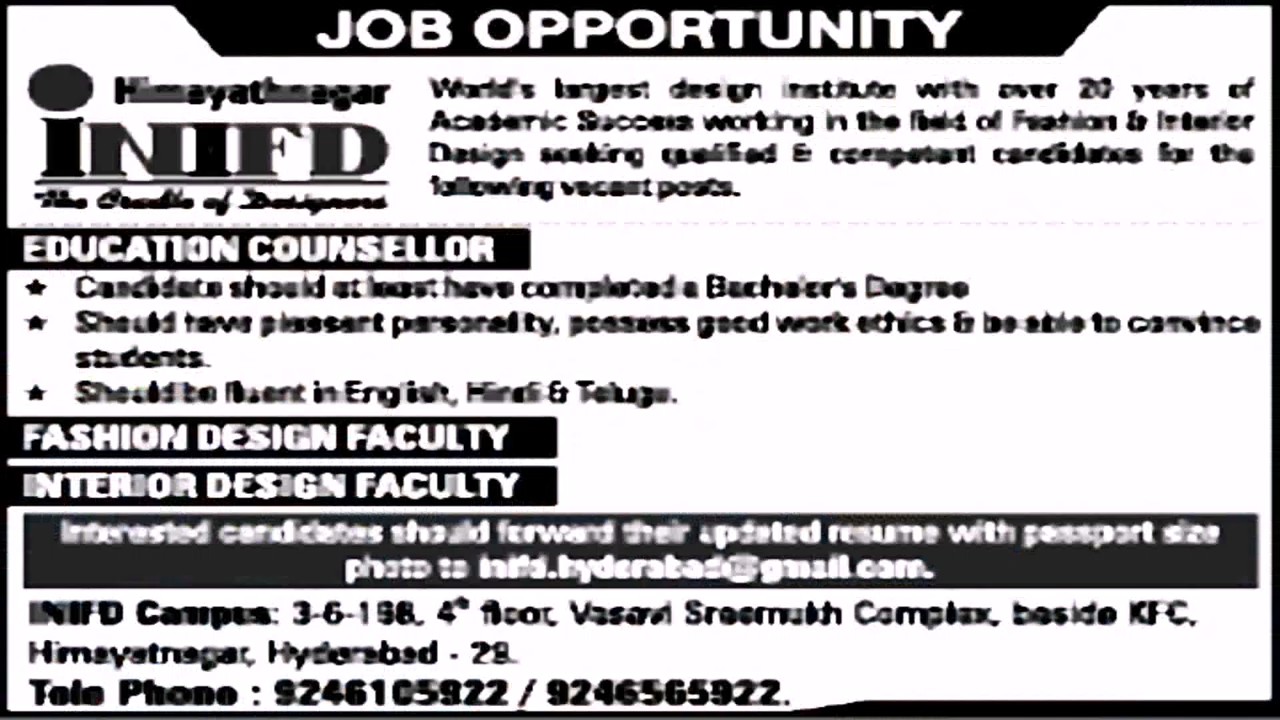 JOB OPPORTUNITY
Himayathnagar
INIFD
The Cradle of Designers
World's largest design institute with over 20 years of
Academic Success working in the field of Fashion & Interior
Design seeking qualified & competent candidates for the
following vacant posts.
EDUCATION COUNSELLOR
★ Candidate should at least have completed a Bachelor's Degree
★ Should have pleasant personality, possess good work ethics & be able to convince
students.
★ Should be fluent in English, Hindi & Telugu.
FASHION DESIGN FACULTY
INTERIOR DESIGN FACULTY
Interested candidates should forward their updated resume with passport size
photo to inifd.hyderabad@gmail.com.
INIFD Campus: 3-6-198, 4th floor, Vasavi Sreemukh Complex, beside KFC,
Himayatnagar, Hyderabad - 29.
Tele Phone : 9246105922 / 9246565922.